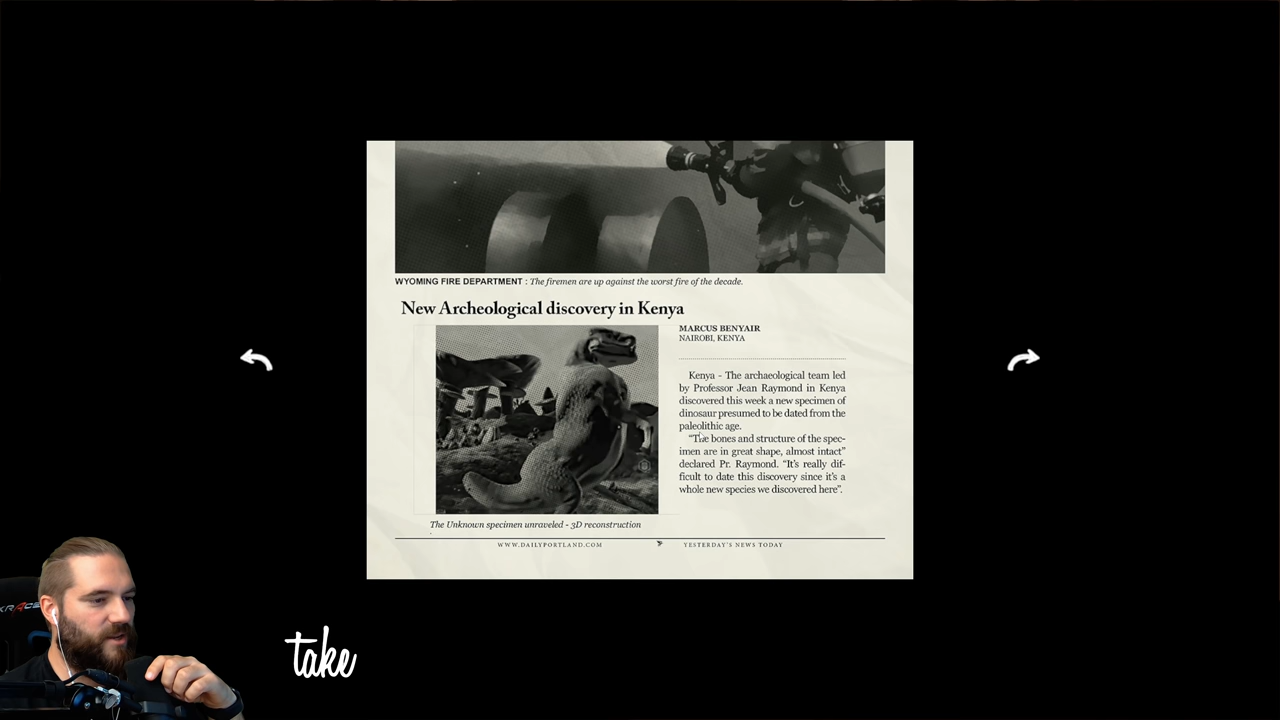 WYOMING FIRE DEPARTMENT : The firemen are up against the worst fire of the decade.
New Archeological discovery in Kenya
MARCUS BENYAIR
NAIROBI, KENYA
Kenya - The archaeological team led
by Professor Jean Raymond in Kenya
discovered this week a new specimen of
dinosaur presumed to be dated from the
paleolithic age.
“The bones and structure of the spec-
imen are in great shape, almost intact”
declared Pr. Raymond. “It’s really dif-
ficult to date this discovery since it’s a
whole new species we discovered here”.
The Unknown specimen unraveled - 3D reconstruction
WWW.DAILYPORTLAND.COM
YESTERDAY'S NEWS TODAY
take